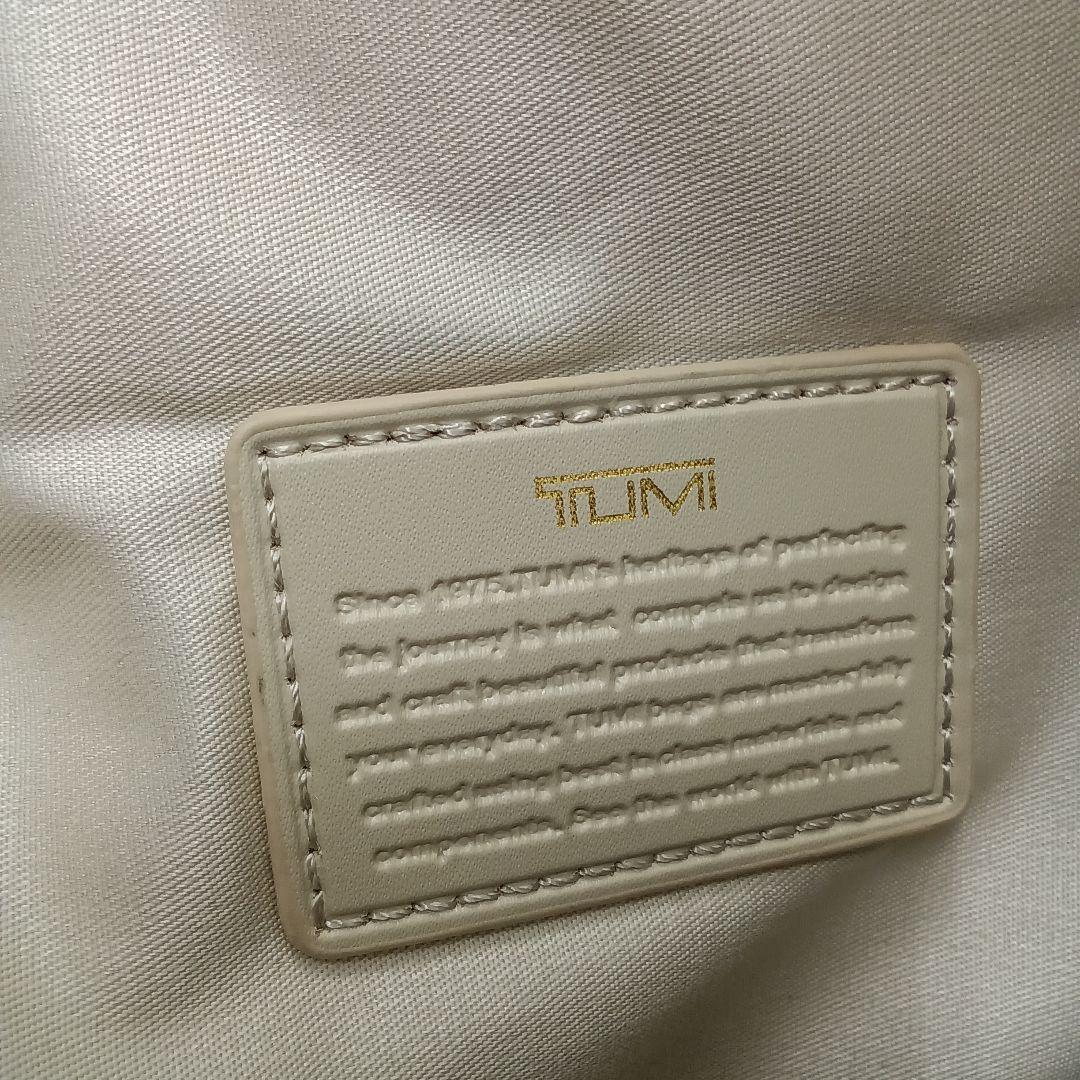 TUMI
Since 1975.TUMI's heritage of perfecting
the journey is what compels us to design
and craft beautiful products that transform
your every day. TUMI bags are masterfully
crafted using best in class materials and
components. See the world with TUMI.